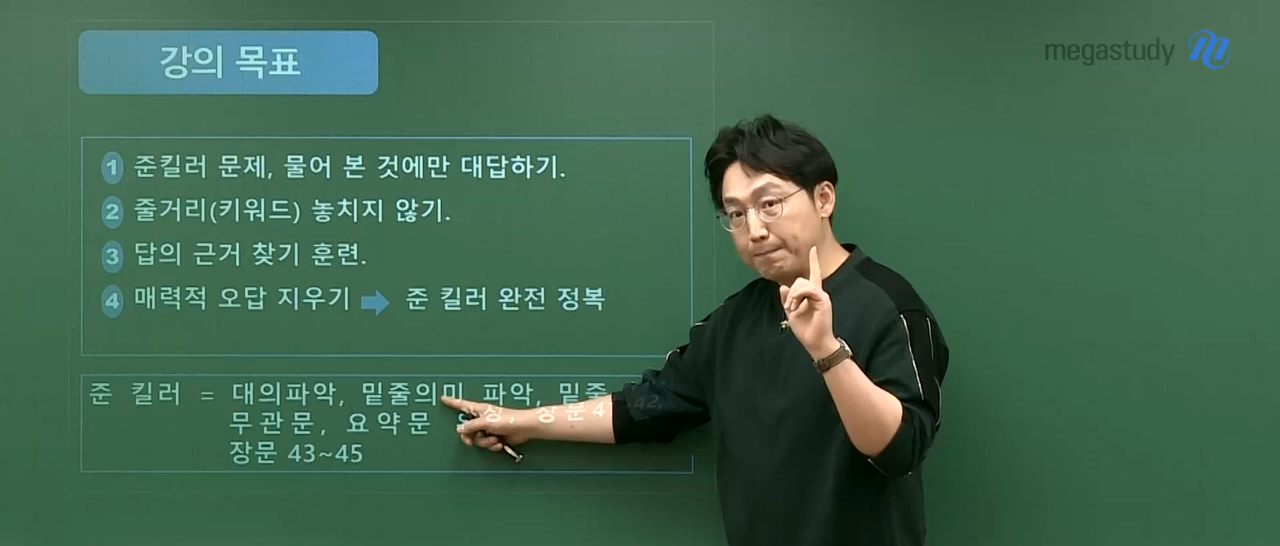 강의 목표
megastudy
1 준킬러 문제, 물어 본 것에만 대답하기.
2 줄거리(키워드) 놓치지 않기.
3 답의 근거 찾기 훈련.
4 매력적 오답 지우기 준 킬러 완전 정복
준 킬러 = 대의파악, 밑줄의미 파악, 밑줄
무관문, 요약문 장문4 42,
장문 43~45